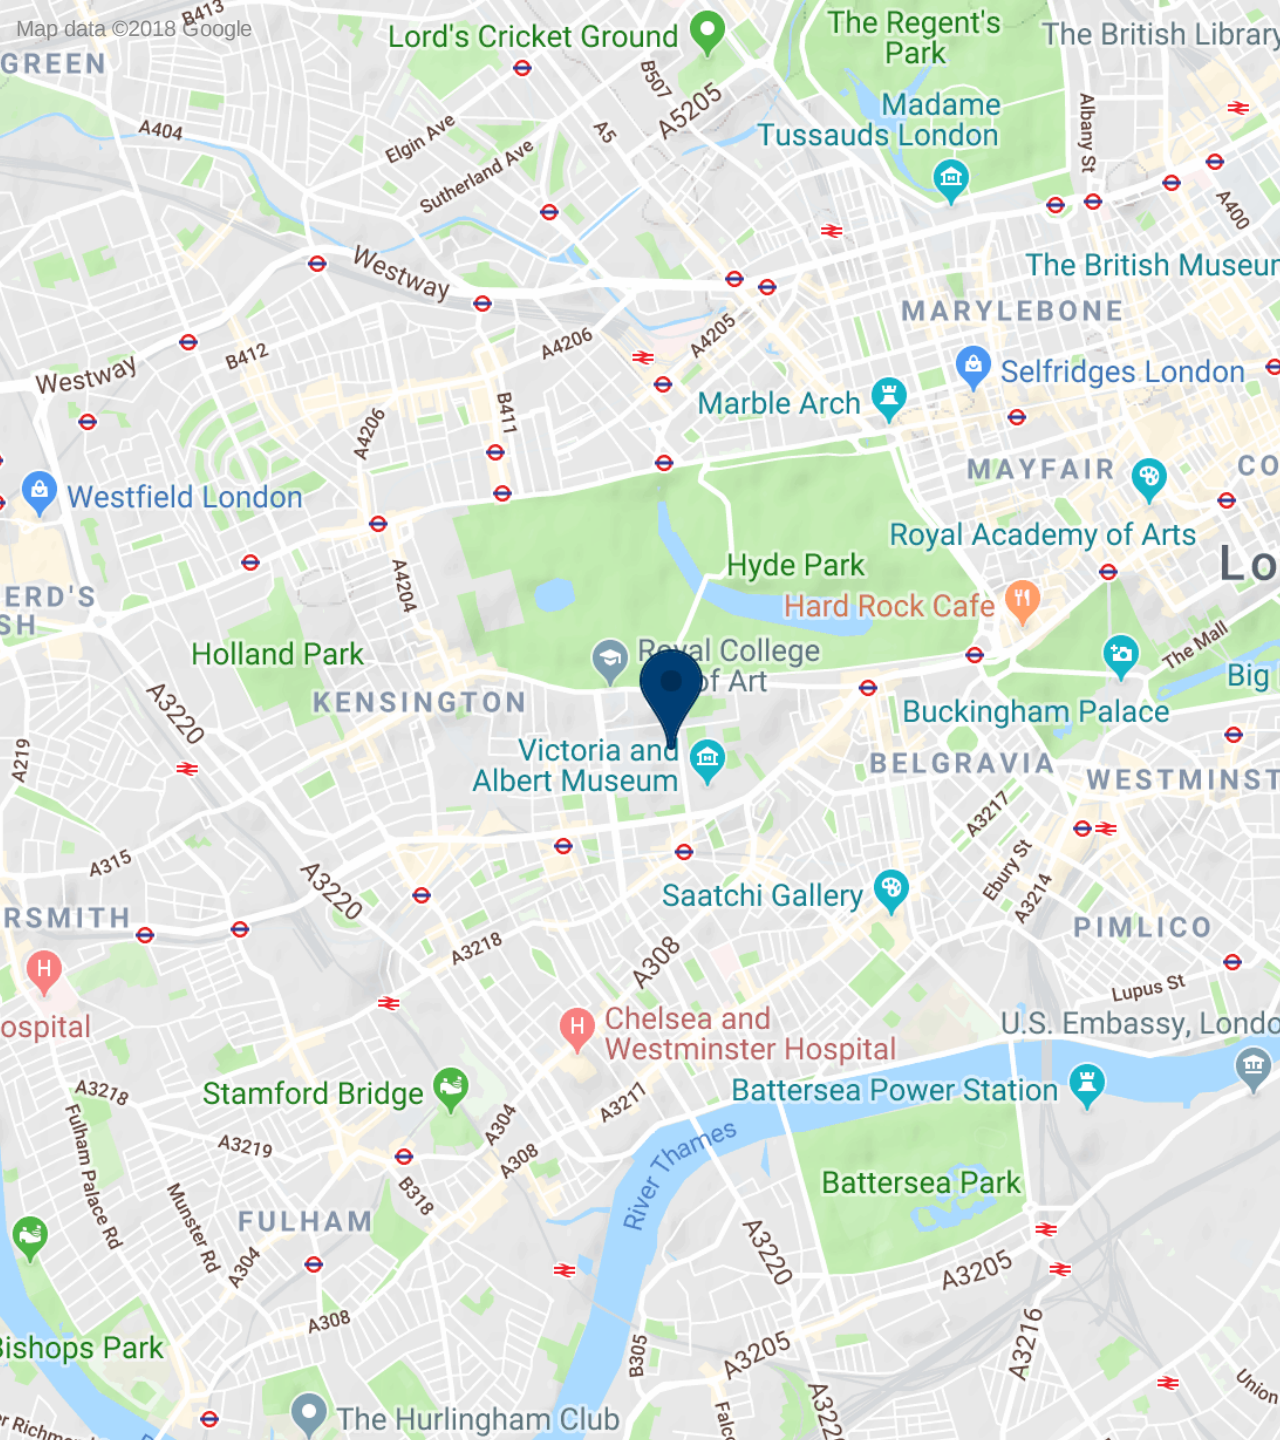 Map data ©2018 Google
B413
Lord's Cricket Ground
The Regent's
Park
The British Library
GREEN
B507
A5205
Madame
Tussauds London
Albany St
A404
Elgin Ave
A5
Sutherland Ave
A400
Westway
The British Museum
MARYLEBONE
A4206
A4205
B412
Westway
Selfridges London
Marble Arch
B411
A4206
MAYFAIR
CO
Westfield London
Royal Academy of Arts
Lo
Hyde Park
A4204
ERD'S
SH
Hard Rock Cafe
The Mall
Holland Park
Royal College
of Art
Big
KENSINGTON
A3220
Buckingham Palace
A219
Victoria and
Albert Museum
BELGRAVIA
WESTMINST
A3217
A315
Ebury St
A3220
A3214
Saatchi Gallery
RSMITH
PIMLICO
A3218
A308
H
Lupus St
ospital
H
Chelsea and
Westminster Hospital
U.S. Embassy, Londo
A3218
Stamford Bridge
Battersea Power Station
A3217
A304
Fulham Palace Rd
A3219
A308
River Thames
B318
Battersea Park
Munster Rd
FULHAM
A304
A3220
A3205
A308
A3216
Bishops Park
B305
A3205
Union
The Hurlingham Club
Falco
A3220
er Richmo